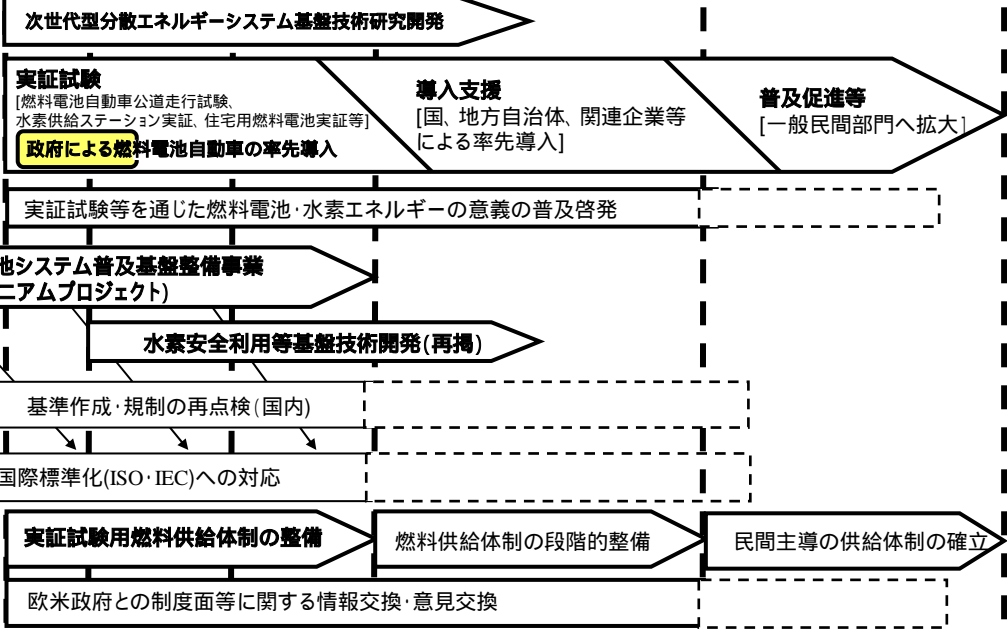 次世代型分散エネルギーシステム基盤技術研究開発
実証試験
[燃料電池自動車公道走行試験、
水素供給ステーション実証、住宅用燃料電池実証等]
政府による燃料電池自動車の率先導入
導入支援
[国、地方自治体、関連企業等
による率先導入]
普及促進等
[一般民間部門へ拡大]
実証試験等を通じた燃料電池・水素エネルギーの意義の普及啓発
池システム普及基盤整備事業
ニアムプロジェクト)
水素安全利用等基盤技術開発(再掲)
基準作成・規制の再点検(国内)
国際標準化(ISO・IEC)への対応
実証試験用燃料供給体制の整備
燃料供給体制の段階的整備
民間主導の供給体制の確立
欧米政府との制度面等に関する情報交換・意見交換